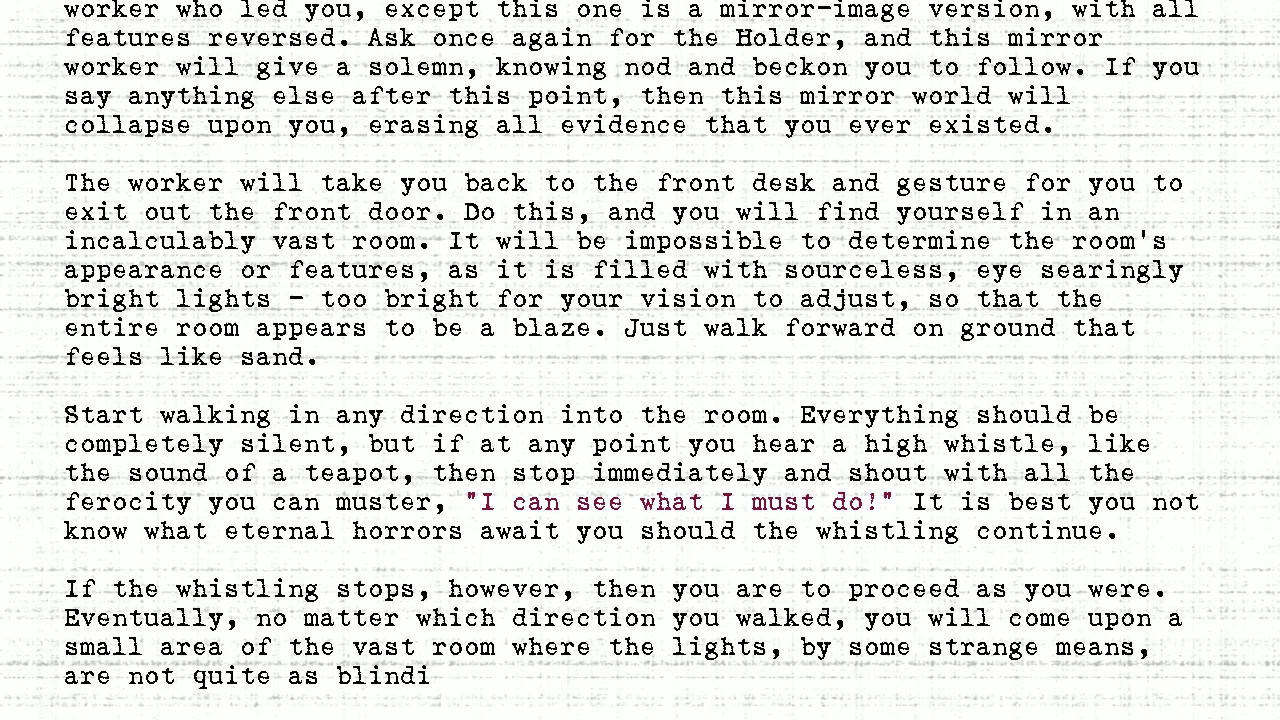 worker who led you, except this one is a mirror-image version, with all
features reversed. Ask once again for the Holder, and this mirror
worker will give a solemn, knowing nod and beckon you to follow. If you
say anything else after this point, then this mirror world will
collapse upon you, erasing all evidence that you ever existed.
The worker will take you back to the front desk and gesture for you to
exit out the front door. Do this, and you will find yourself in an
incalculably vast room. It will be impossible to determine the room's
appearance or features, as it is filled with sourceless, eye searingly
bright lights - too bright for your vision to adjust, so that the
entire room appears to be a blaze. Just walk forward on ground that
feels like sand.
Start walking in any direction into the room. Everything should be
completely silent, but if at any point you hear a high whistle, like
the sound of a teapot, then stop immediately and shout with all the
ferocity you can muster, "I can see what I must do!" It is best you not
know what eternal horrors await you should the whistling continue.
If the whistling stops, however, then you are to proceed as you were.
Eventually, no matter which direction you walked, you will come upon a
small area of the vast room where the lights, by some strange means,
are not quite as blindi